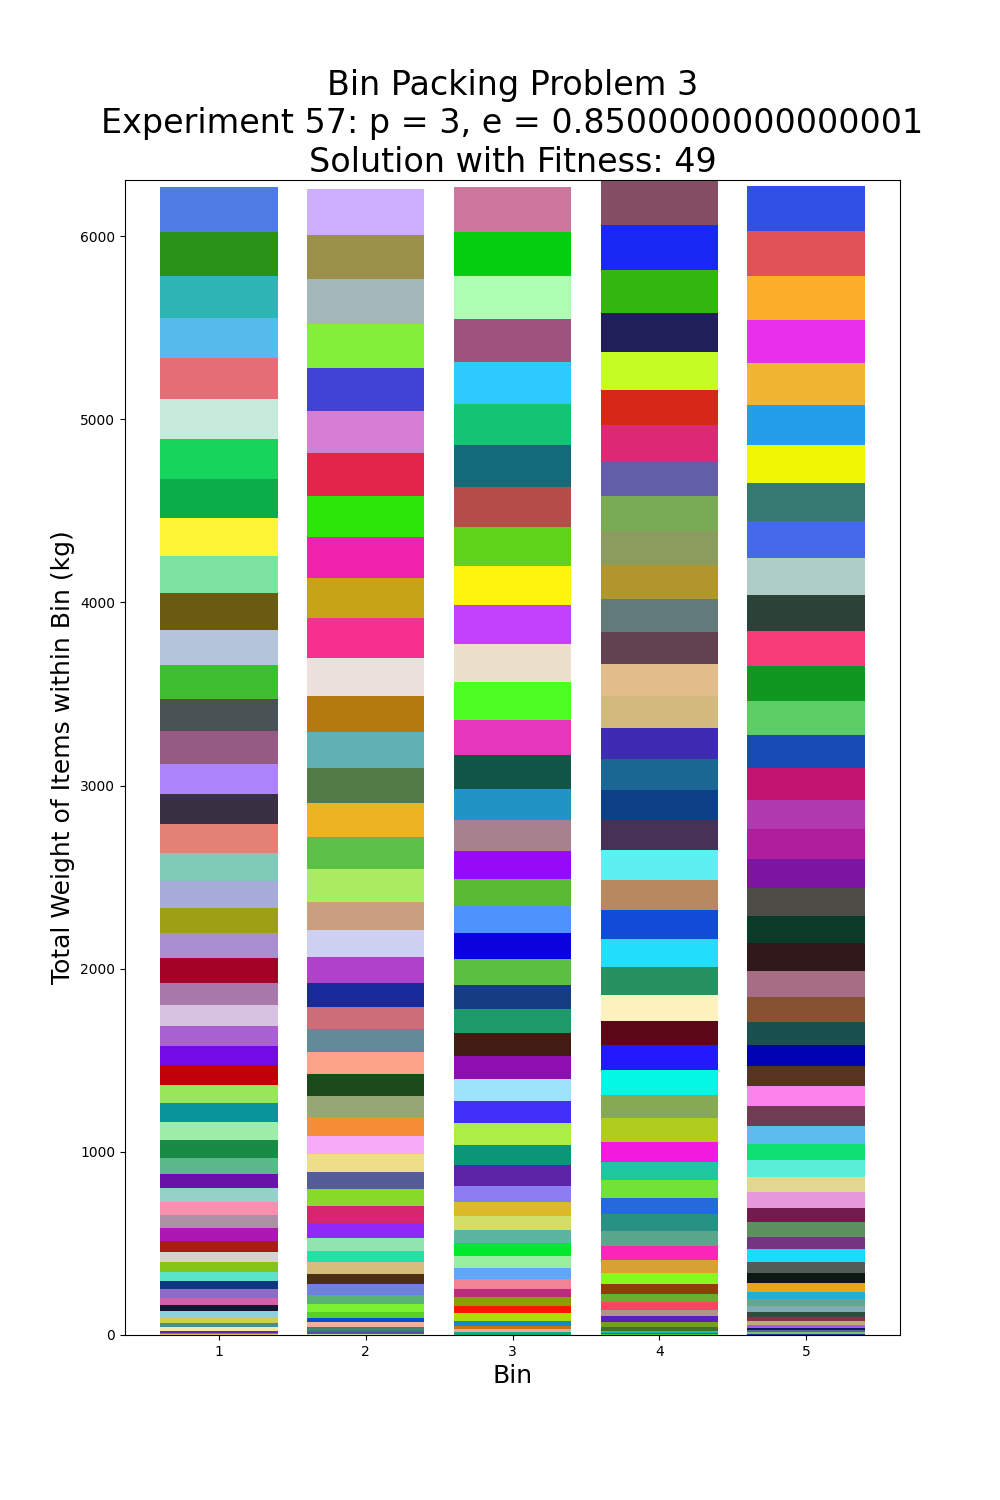 Bin Packing Problem 3
Experiment 57: p = 3, e = 0.8500000000000001
Solution with Fitness: 49
6000
5000
4000
3000
2000
1000
0
Total Weight of Items within Bin (kg)
1 2 3 4 5
Bin